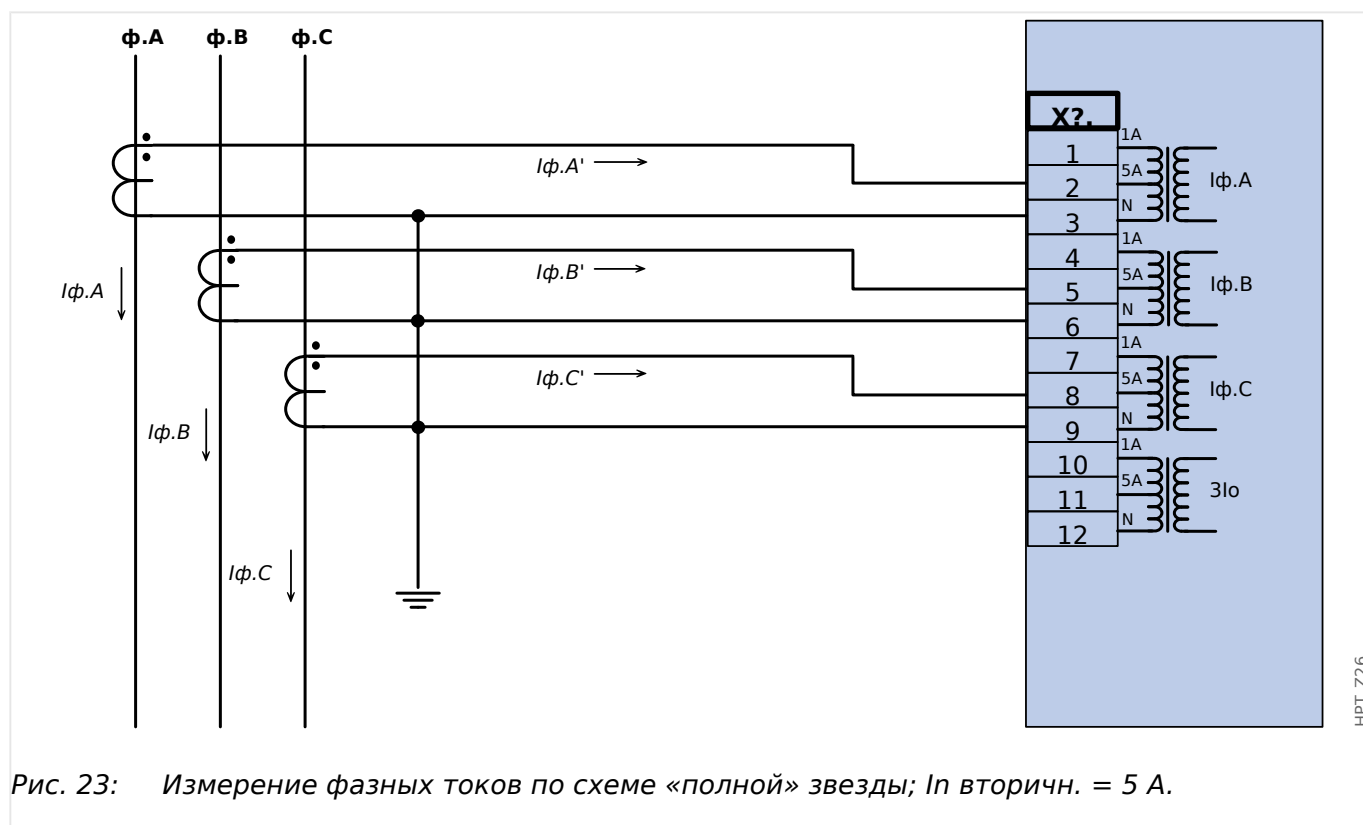 ф.A ф.B ф.C
X?.
1A
1
5A
2
Iф.A
N
3
1A
4
5A
5
Iф.B
N
6
1A
7
5A
8
Iф.C
N
9
1A
10
5A
11
3Io
N
12
Iф.A'
Iф.B'
Iф.C'
Iф.A
Iф.B
Iф.C
HPT_Z26
Рис. 23: Измерение фазных токов по схеме «полной» звезды; In вторичн. = 5 А.